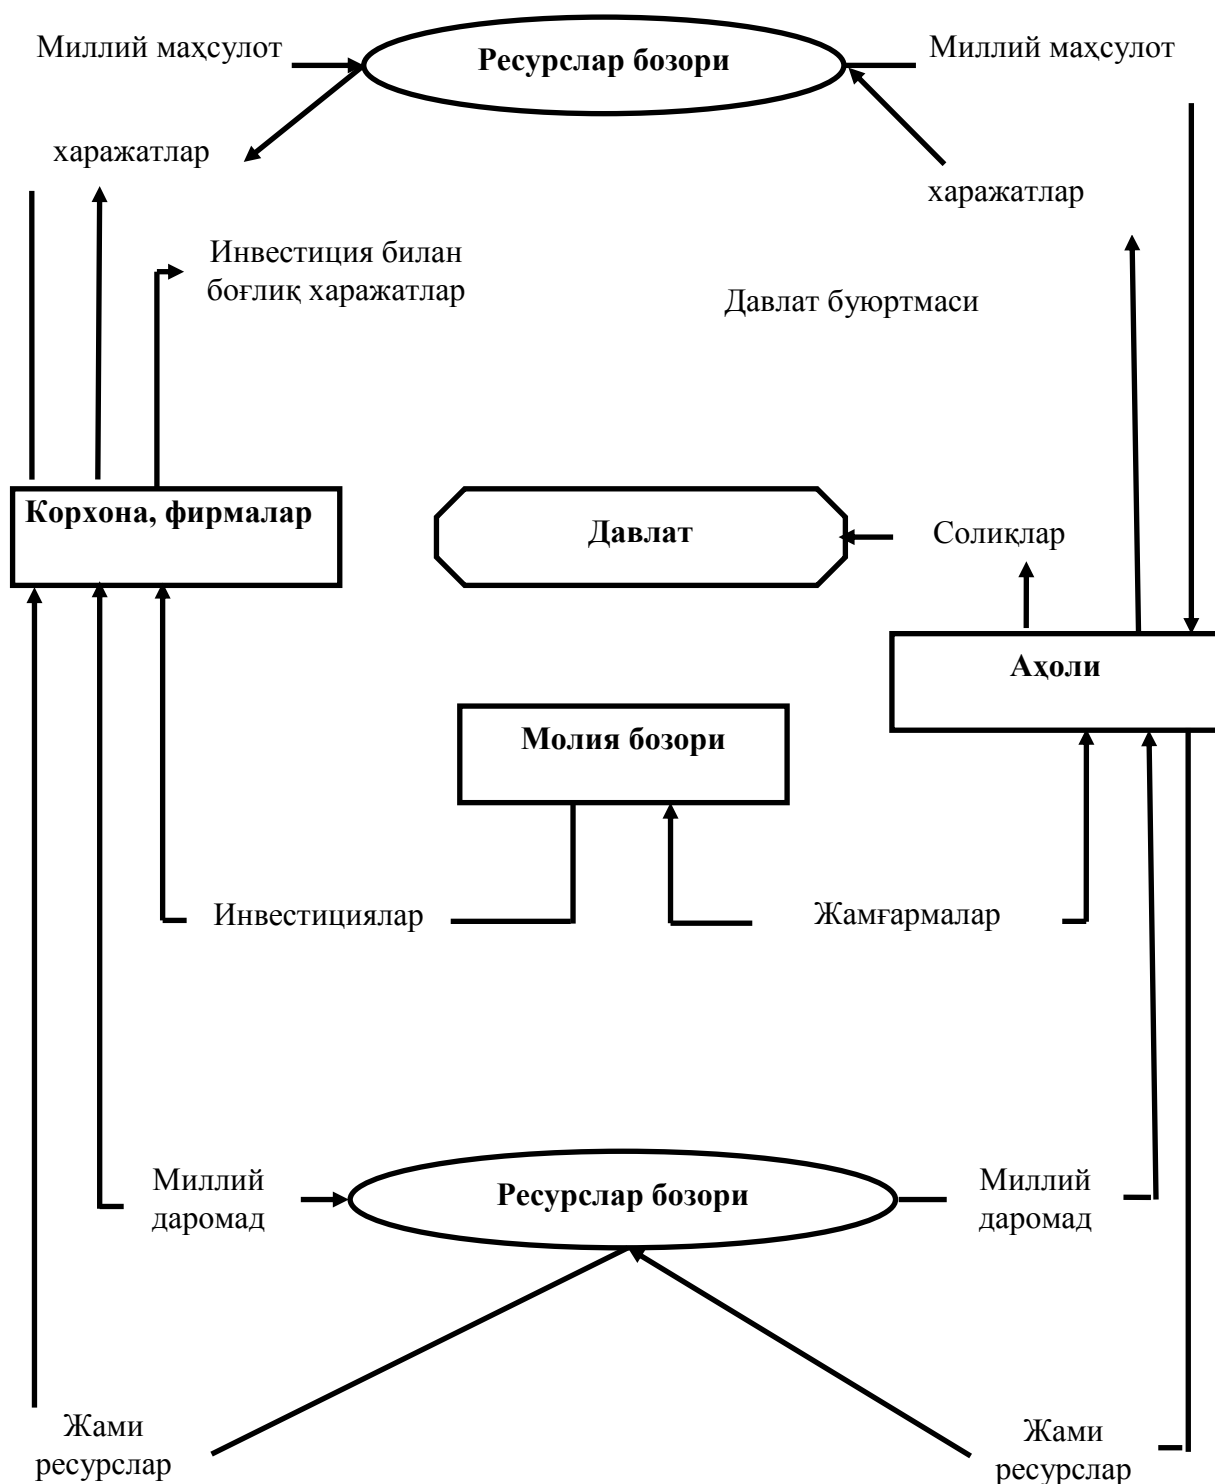 Миллий маҳсулот
Ресурслар бозори
Миллий маҳсулот
харажатлар
харажатлар
Инвестиция билан
боғлиқ харажатлар
Давлат буюртмаси
Корхона, фирмалар
Давлат
Солиқлар
Аҳоли
Молия бозори
Инвестициялар
Жамғармалар
Миллий
даромад
Ресурслар бозори
Миллий
даромад
Жами
ресурслар
Жами
ресурслар